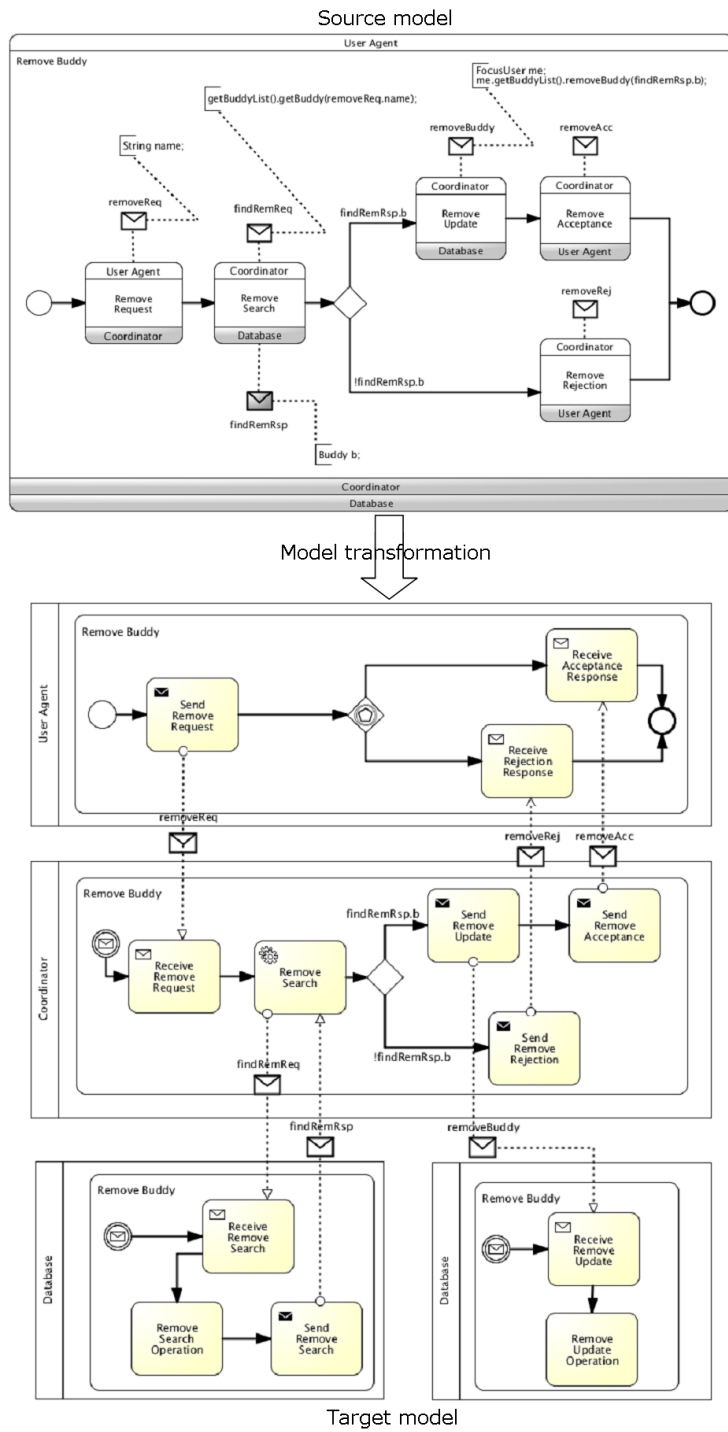 Source model
User Agent
Remove Buddy
FocusUser me;
me.getBuddyList().removeBuddy(findRemRsp.b);
getBuddyList().getBuddy(removeReq.name);
String name;
removeBuddy
removeAcc
removeReq
findRemReq
Coordinator
Remove
Update
Database
Coordinator
Remove
Acceptance
User Agent
findRemRsp.b
User Agent
Remove
Request
Coordinator
Coordinator
Remove
Search
Database
removeRej
Coordinator
Remove
Rejection
User Agent
!findRemRsp.b
findRemRsp
Buddy b;
Coordinator
Database
Model transformation
User Agent
Remove Buddy
Send
Remove
Request
Receive
Acceptance
Response
Receive
Rejection
Response
removeReq
removeRej
removeAcc
Coordinator
Remove Buddy
Receive
Remove
Request
Remove
Search
findRemRsp.b
Send
Remove
Update
Send
Remove
Acceptance
!findRemRsp.b
Send
Remove
Rejection
findRemReq
findRemRsp
removeBuddy
Database
Remove Buddy
Receive
Remove
Search
Remove
Search
Operation
Send
Remove
Search
Database
Remove Buddy
Receive
Remove
Update
Remove
Update
Operation
Target model